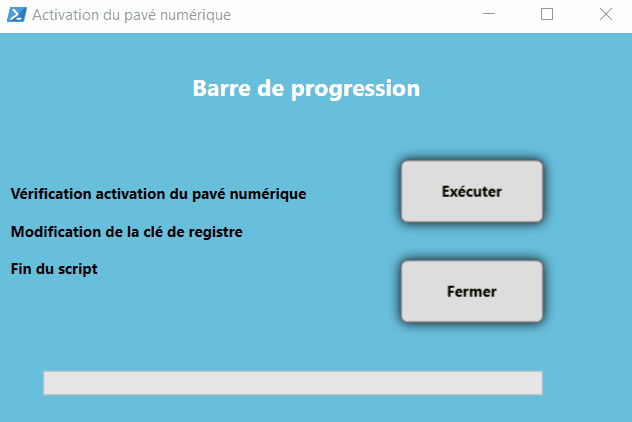 Activation du pavé numérique
Barre de progression
Vérification activation du pavé numérique
Exécuter
Modification de la clé de registre
Fin du script
Fermer